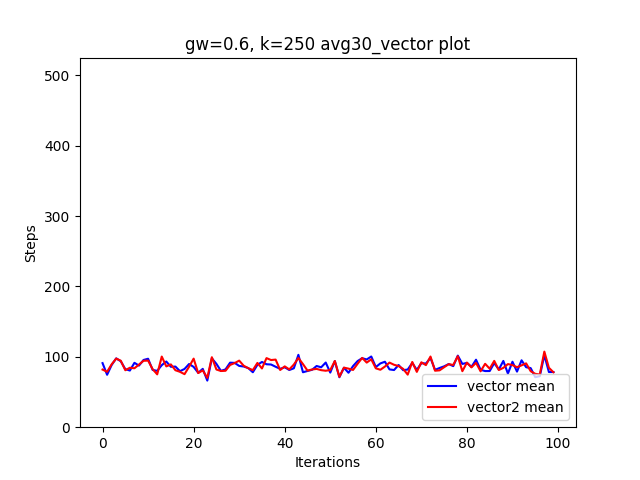 gw=0.6, k=250 avg30_vector plot
500
400
300
200
100
0
Steps
0 20 40 60 80 100
Iterations
vector mean
vector2 mean